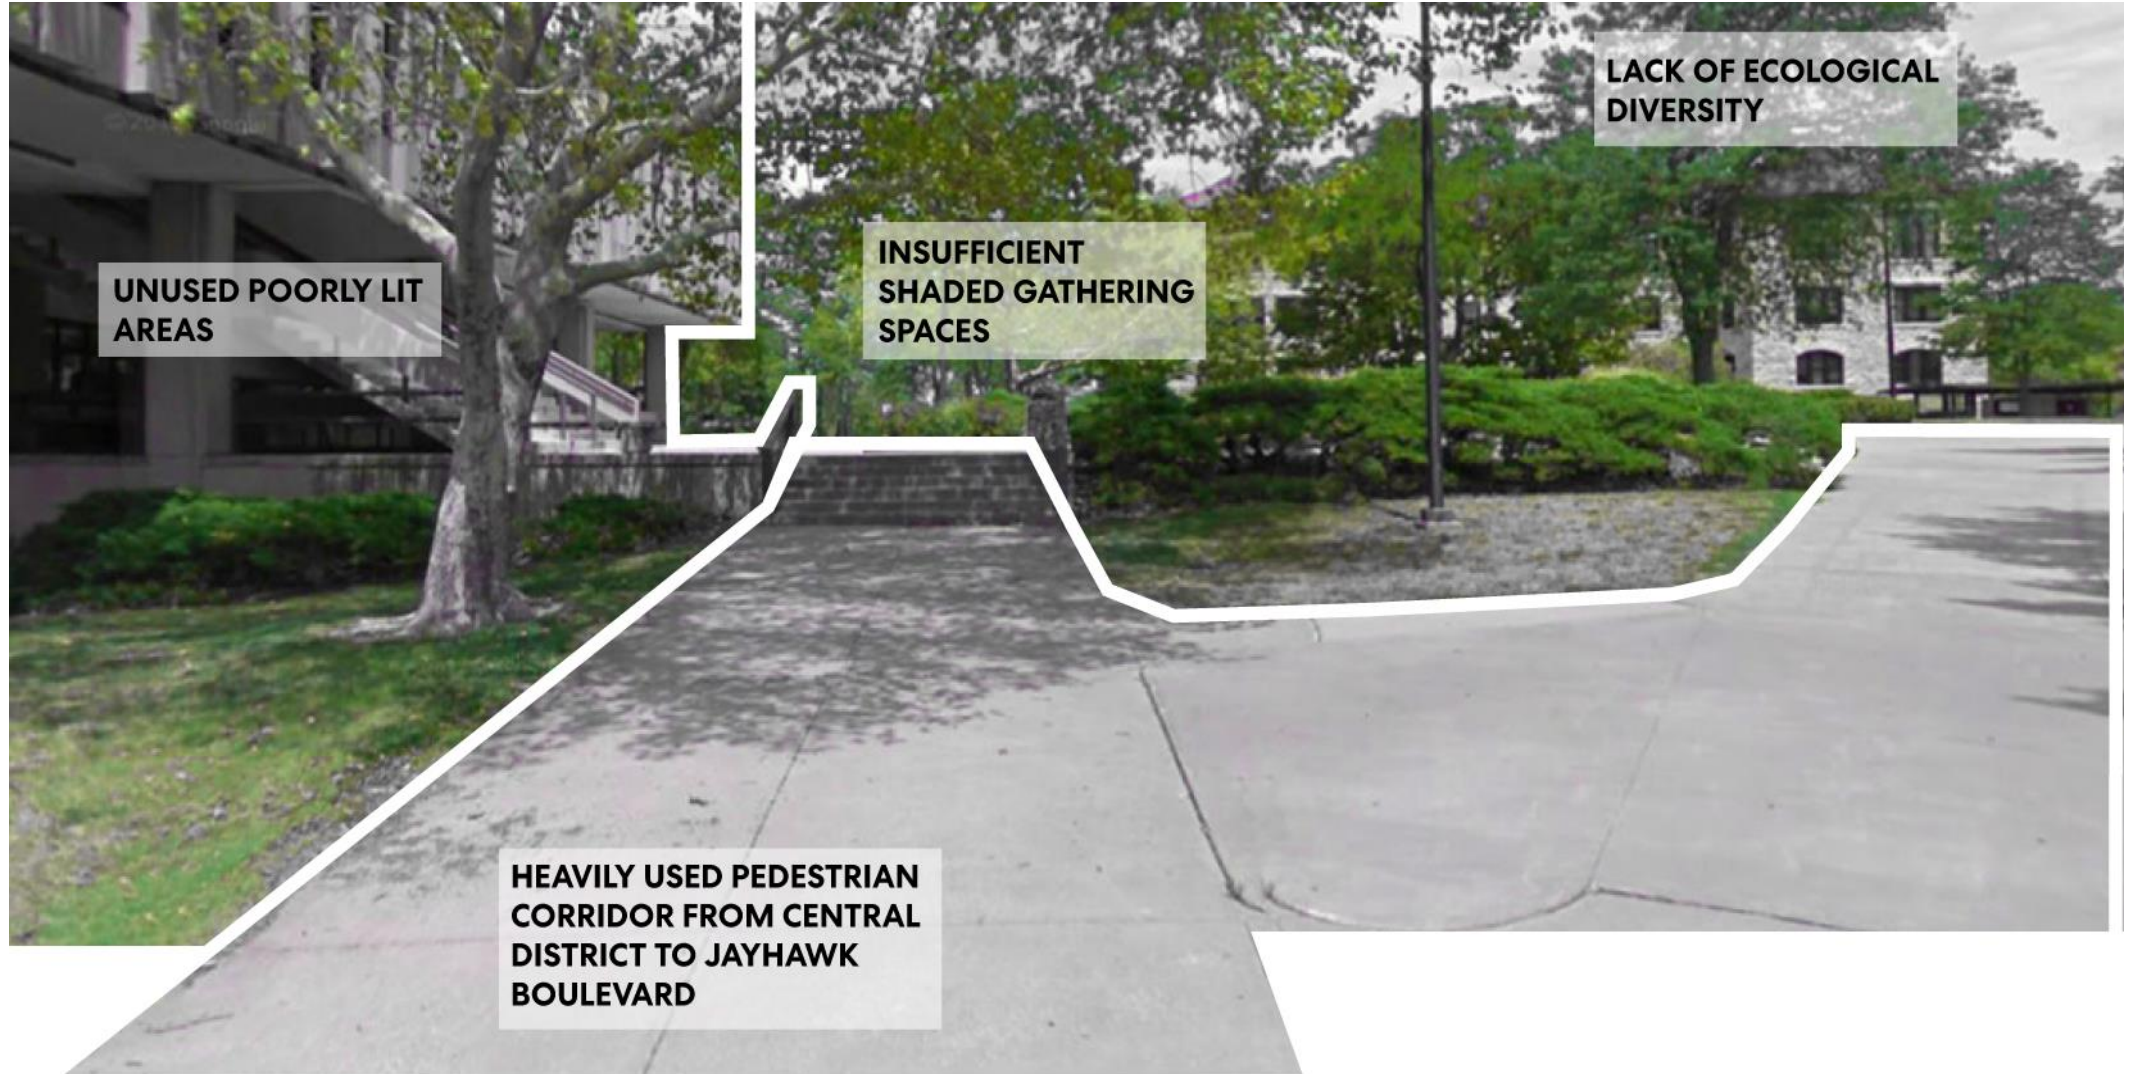 LACK OF ECOLOGICAL
DIVERSITY
INSUFFICIENT
SHADED GATHERING
SPACES
UNUSED POORLY LIT
AREAS
HEAVILY USED PEDESTRIAN
CORRIDOR FROM CENTRAL
DISTRICT TO JAYHAWK
BOULEVARD